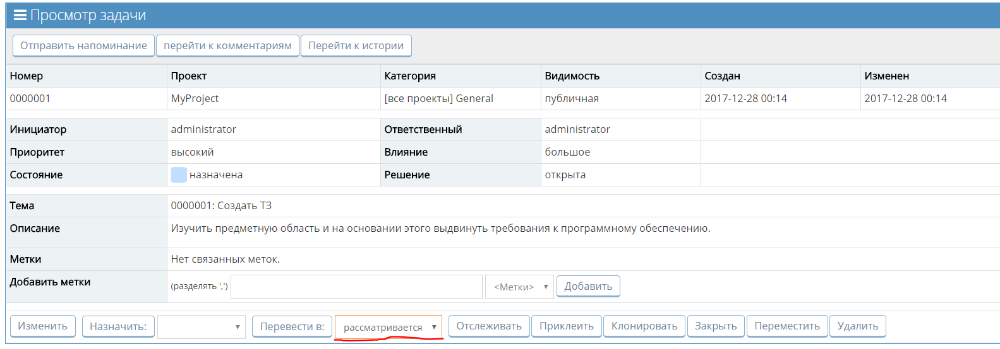 Просмотр задачи
Отправить напоминание перейти к комментариям Перейти к истории
Номер Проект Категория Видимость Создан Изменен
0000001 MyProject [все проекты] General публичная 2017-12-28 00:14 2017-12-28 00:14
Инициатор administrator Ответственный administrator
Приоритет высокий Влияние большое
Состояние назначена Решение открыта
Тема 0000001: Создать ТЗ
Описание Изучить предметную область и на основании этого выдвинуть требования к программному обеспечению.
Метки Нет связанных меток.
Добавить метки (разделять ',') <Метки> Добавить
Изменить Назначить: Перевести в: рассматривается Отслеживать Приклеить Клонировать Закрыть Переместить Удалить